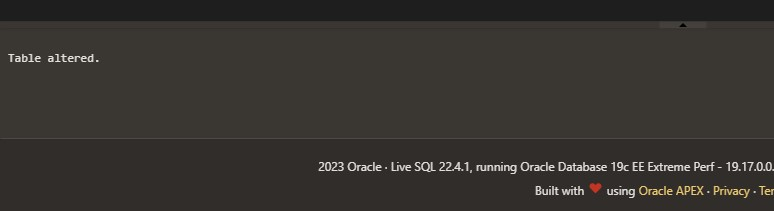 Table altered.
2023 Oracle · Live SQL 22.4.1, running Oracle Database 19c EE Extreme Perf - 19.17.0.0.
Built with ❤ using Oracle APEX · Privacy ·